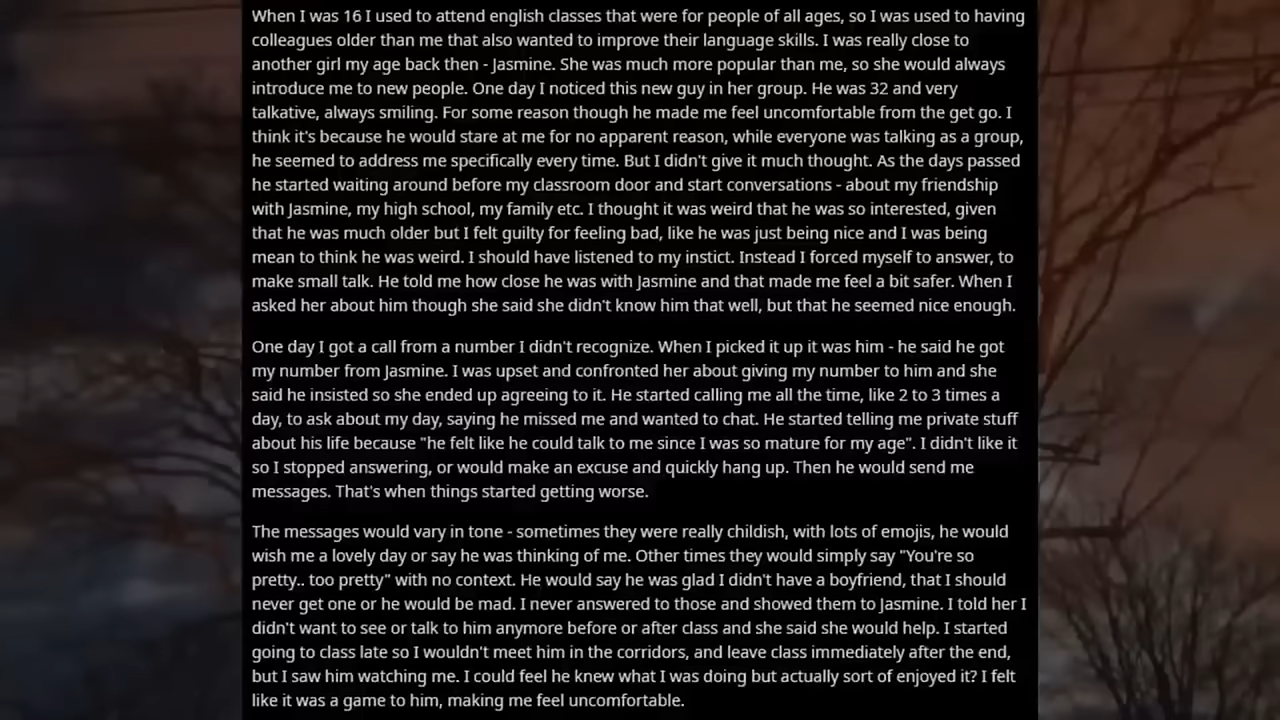 When I was 16 I used to attend english classes that were for people of all ages, so I was used to having
colleagues older than me that also wanted to improve their language skills. I was really close to
another girl my age back then - Jasmine. She was much more popular than me, so she would always
introduce me to new people. One day I noticed this new guy in her group. He was 32 and very
talkative, always smiling. For some reason though he made me feel uncomfortable from the get go. I
think it's because he would stare at me for no apparent reason, while everyone was talking as a group,
he seemed to address me specifically every time. But I didn't give it much thought. As the days passed
he started waiting around before my classroom door and start conversations - about my friendship
with Jasmine, my high school, my family etc. I thought it was weird that he was so interested, given
that he was much older but I felt guilty for feeling bad, like he was just being nice and I was being
mean to think he was weird. I should have listened to my instict. Instead I forced myself to answer, to
make small talk. He told me how close he was with Jasmine and that made me feel a bit safer. When I
asked her about him though she said she didn't know him that well, but that he seemed nice enough.
One day I got a call from a number I didn't recognize. When I picked it up it was him - he said he got
my number from Jasmine. I was upset and confronted her about giving my number to him and she
said he insisted so she ended up agreeing to it. He started calling me all the time, like 2 to 3 times a
day, to ask about my day, saying he missed me and wanted to chat. He started telling me private stuff
about his life because "he felt like he could talk to me since I was so mature for my age". I didn't like it
so I stopped answering, or would make an excuse and quickly hang up. Then he would send me
messages. That's when things started getting worse.
The messages would vary in tone - sometimes they were really childish, with lots of emojis, he would
wish me a lovely day or say he was thinking of me. Other times they would simply say "You're so
pretty.. too pretty" with no context. He would say he was glad I didn't have a boyfriend, that I should
never get one or he would be mad. I never answered to those and showed them to Jasmine. I told her I
didn't want to see or talk to him anymore before or after class and she said she would help. I started
going to class late so I wouldn't meet him in the corridors, and leave class immediately after the end,
but I saw him watching me. I could feel he knew what I was doing but actually sort of enjoyed it? I felt
like it was a game to him, making me feel uncomfortable.